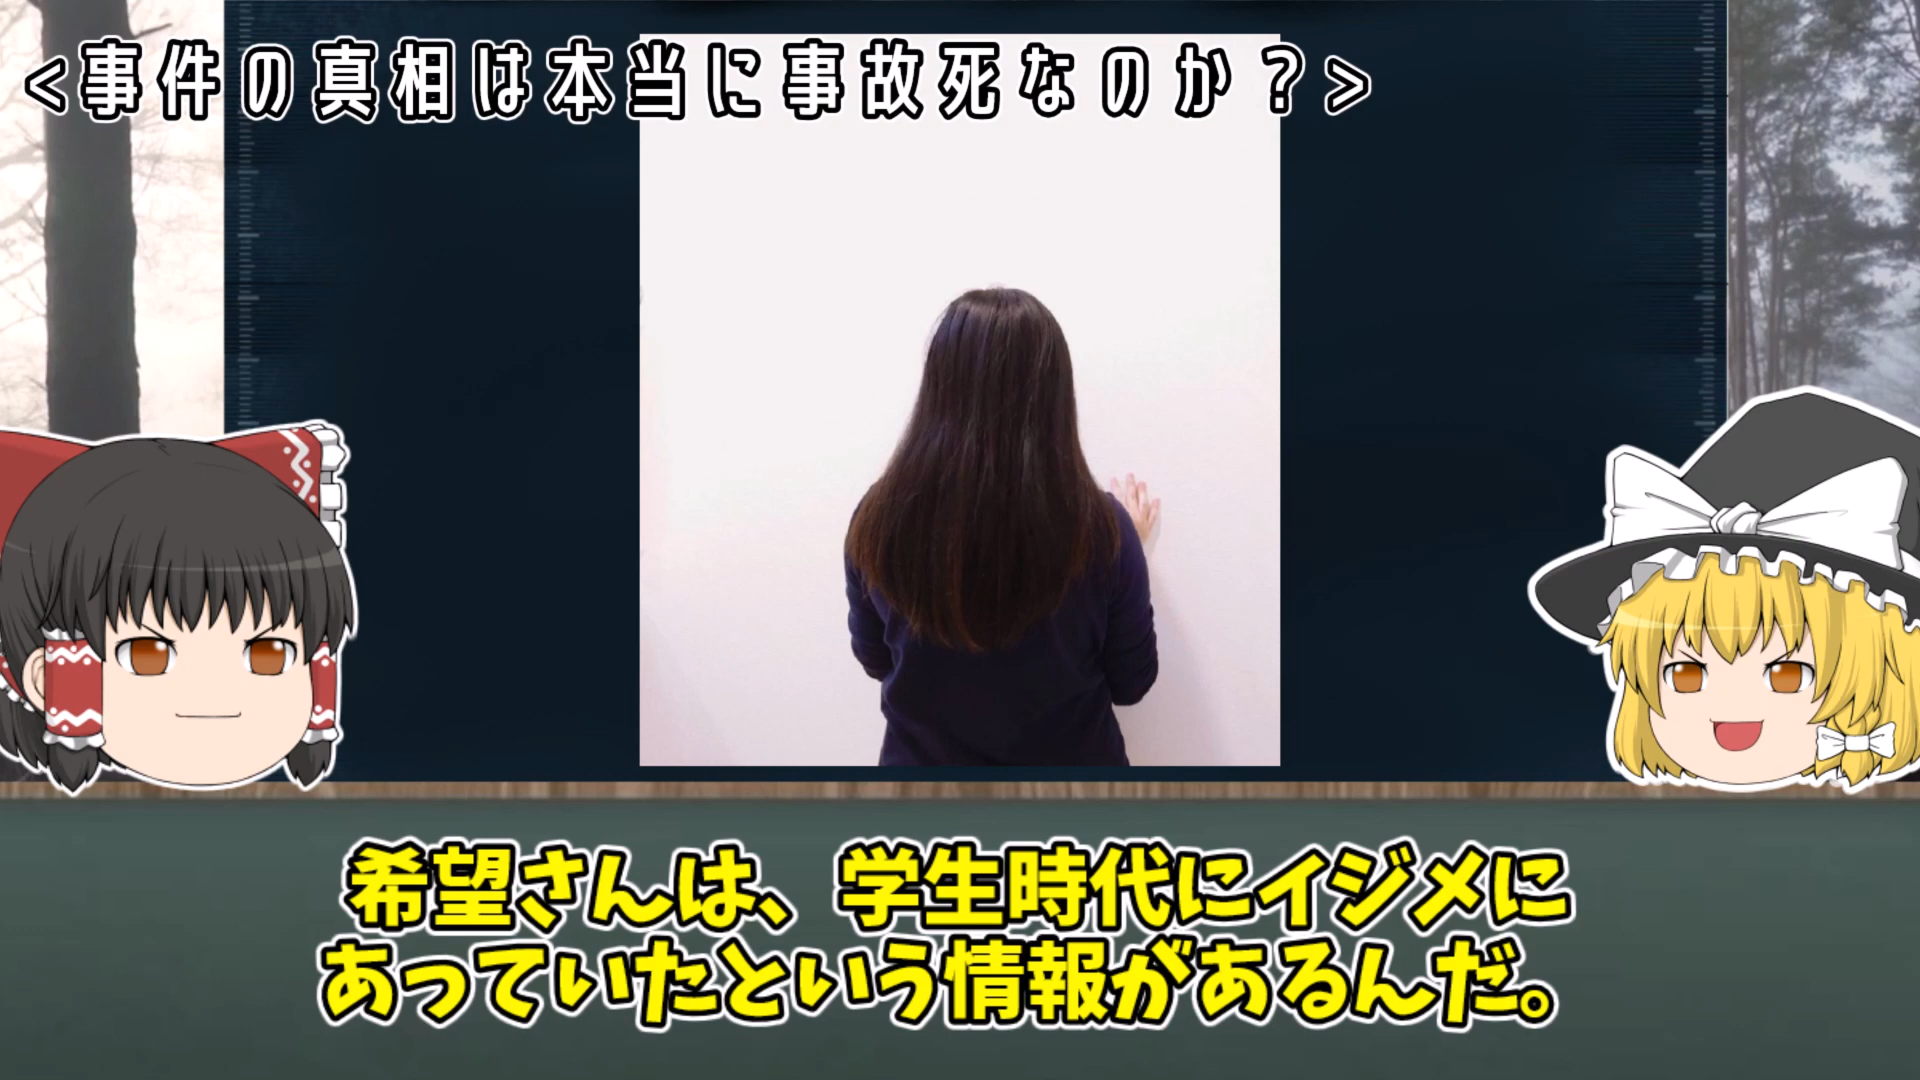 <事件の真相は本当に事故死なのか？>
希望さんは、学生時代にイジメに
あっていたという情報があるんだ。